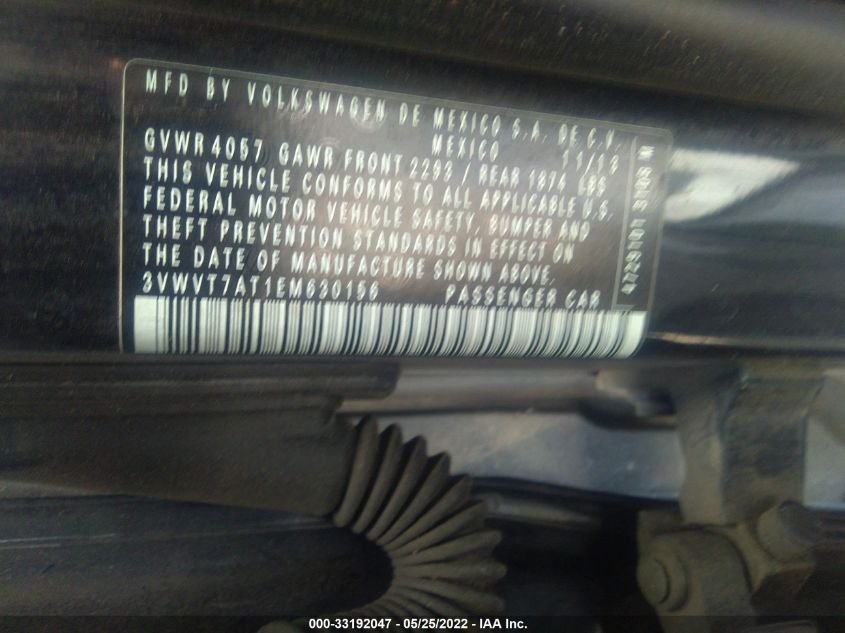 MFD BY VOLKSWAGEN DE MEXICO S.A. DE C.V.
MEXICO 11/13
GVWR 4057 GAWR FRONT 2293 / REAR 1874 LBS
THIS VEHICLE CONFORMS TO ALL APPLICABLE U.S.
FEDERAL MOTOR VEHICLE SAFETY, BUMPER AND
THEFT PREVENTION STANDARDS IN EFFECT ON
THE DATE OF MANUFACTURE SHOWN ABOVE.
3VWVT7AT1EM630156 PASSENGER CAR
000-33192047 - 05/25/2022 - IAA Inc.